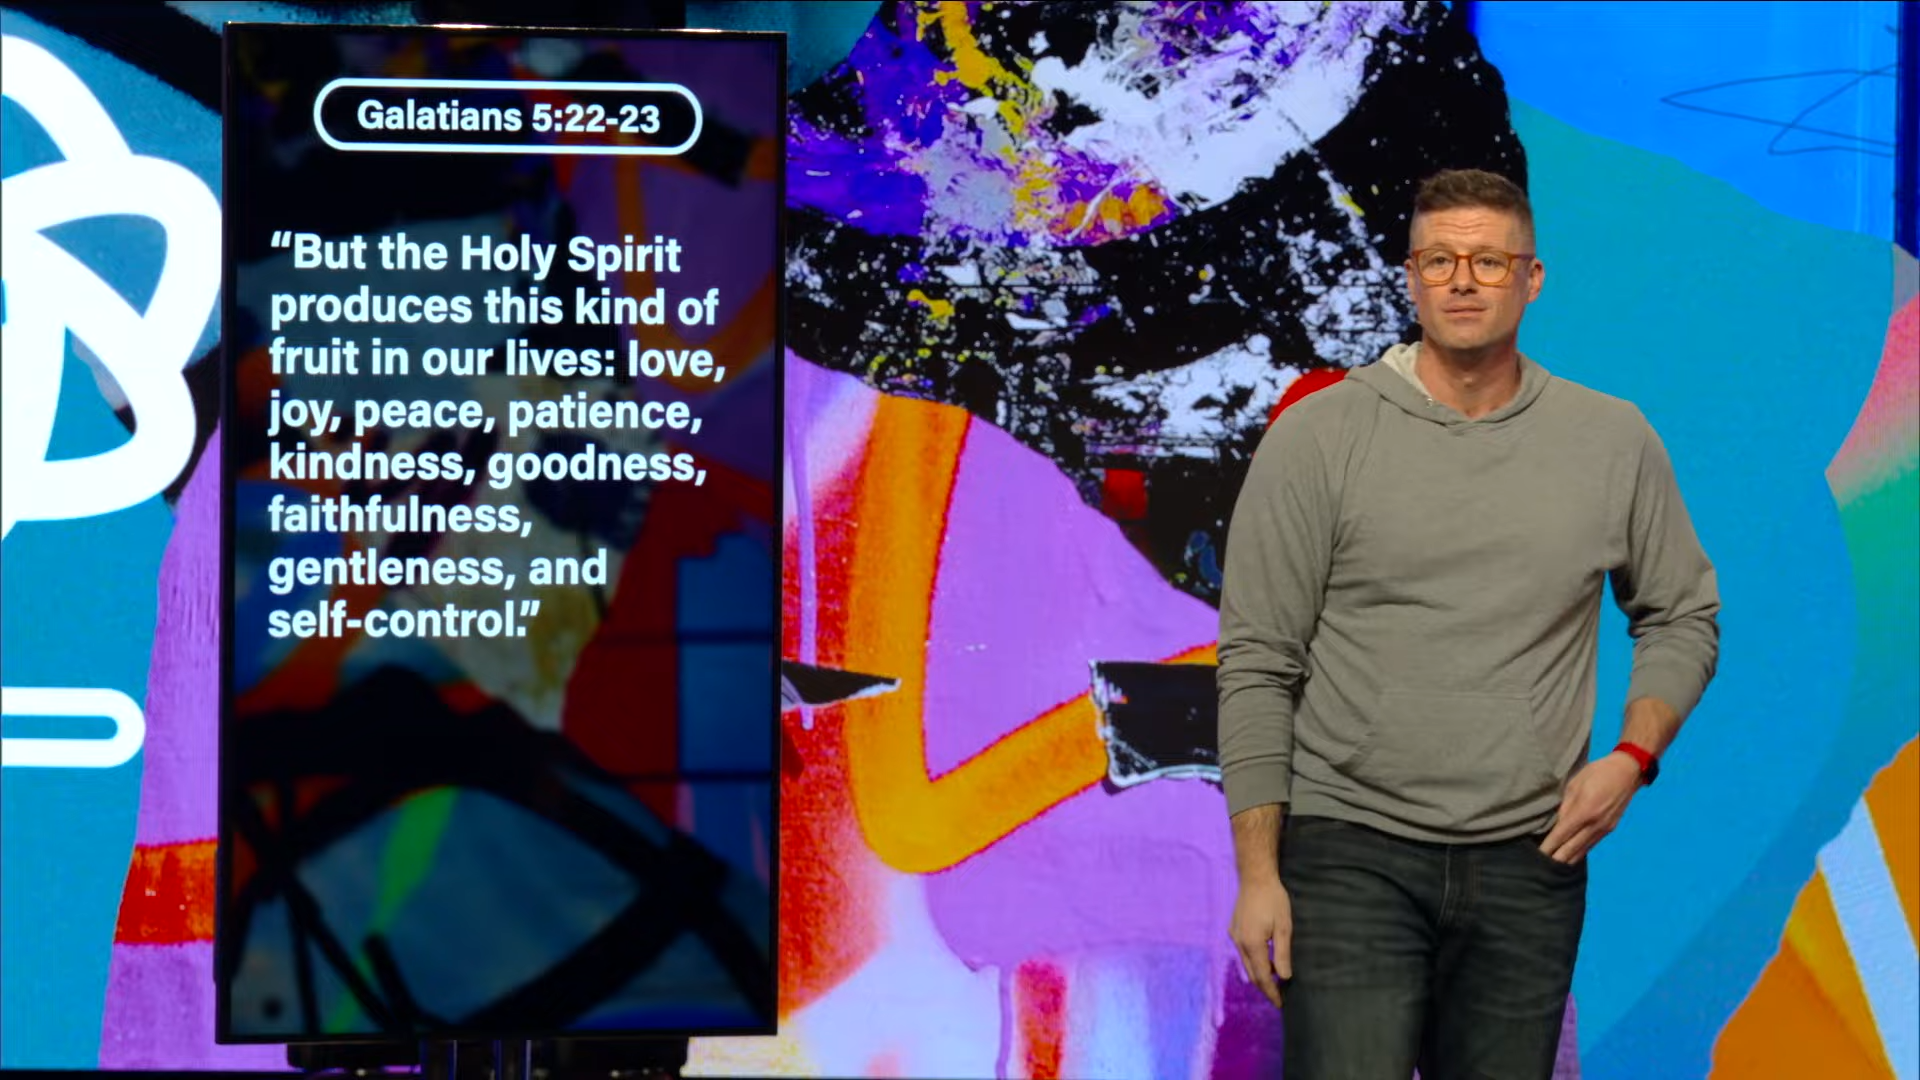 Galatians 5:22-23
“But the Holy Spirit
produces this kind of
fruit in our lives: love,
joy, peace, patience,
kindness, goodness,
faithfulness,
gentleness, and
self-control.”